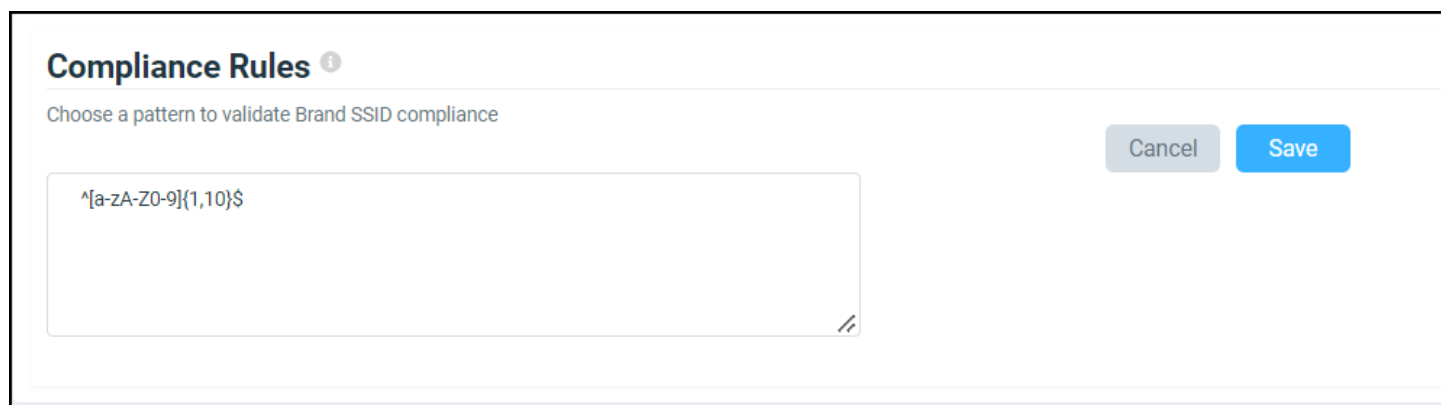 Compliance Rules
Choose a pattern to validate Brand SSID compliance
Cancel Save
^[a-zA-Z0-9]{1,10}$